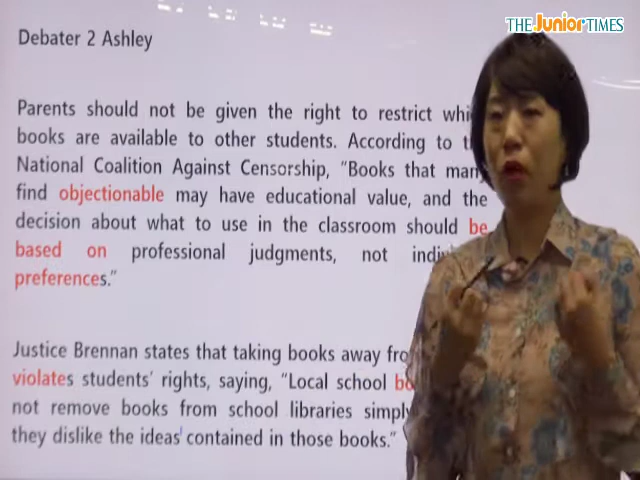 THE Junior TIMES
Debater 2 Ashley
Parents should not be given the right to restrict
books are available to other students. According to
National Coalition Against Censorship, "Books that many
find objectionable may have educational value, and the
decision about what to use in the classroom should be
based on professional judgments, not
preferences."
Justice Brennan states that taking books away
violates students' rights, saying, "Local school
not remove books from school libraries simply
they dislike the ideas contained in those books."